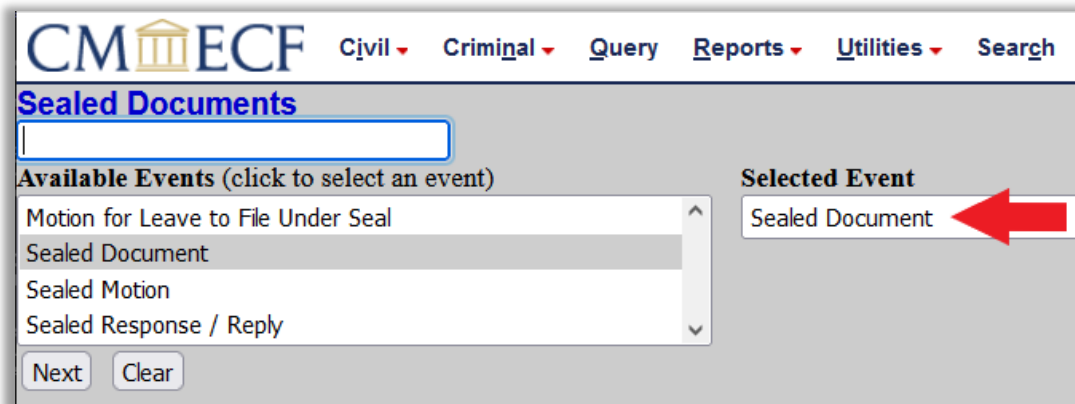 CM ECF Civil Criminal Query Reports Utilities Search
Sealed Documents
Available Events (click to select an event)
Motion for Leave to File Under Seal
Sealed Document
Sealed Motion
Sealed Response / Reply
Next Clear
Selected Event
Sealed Document